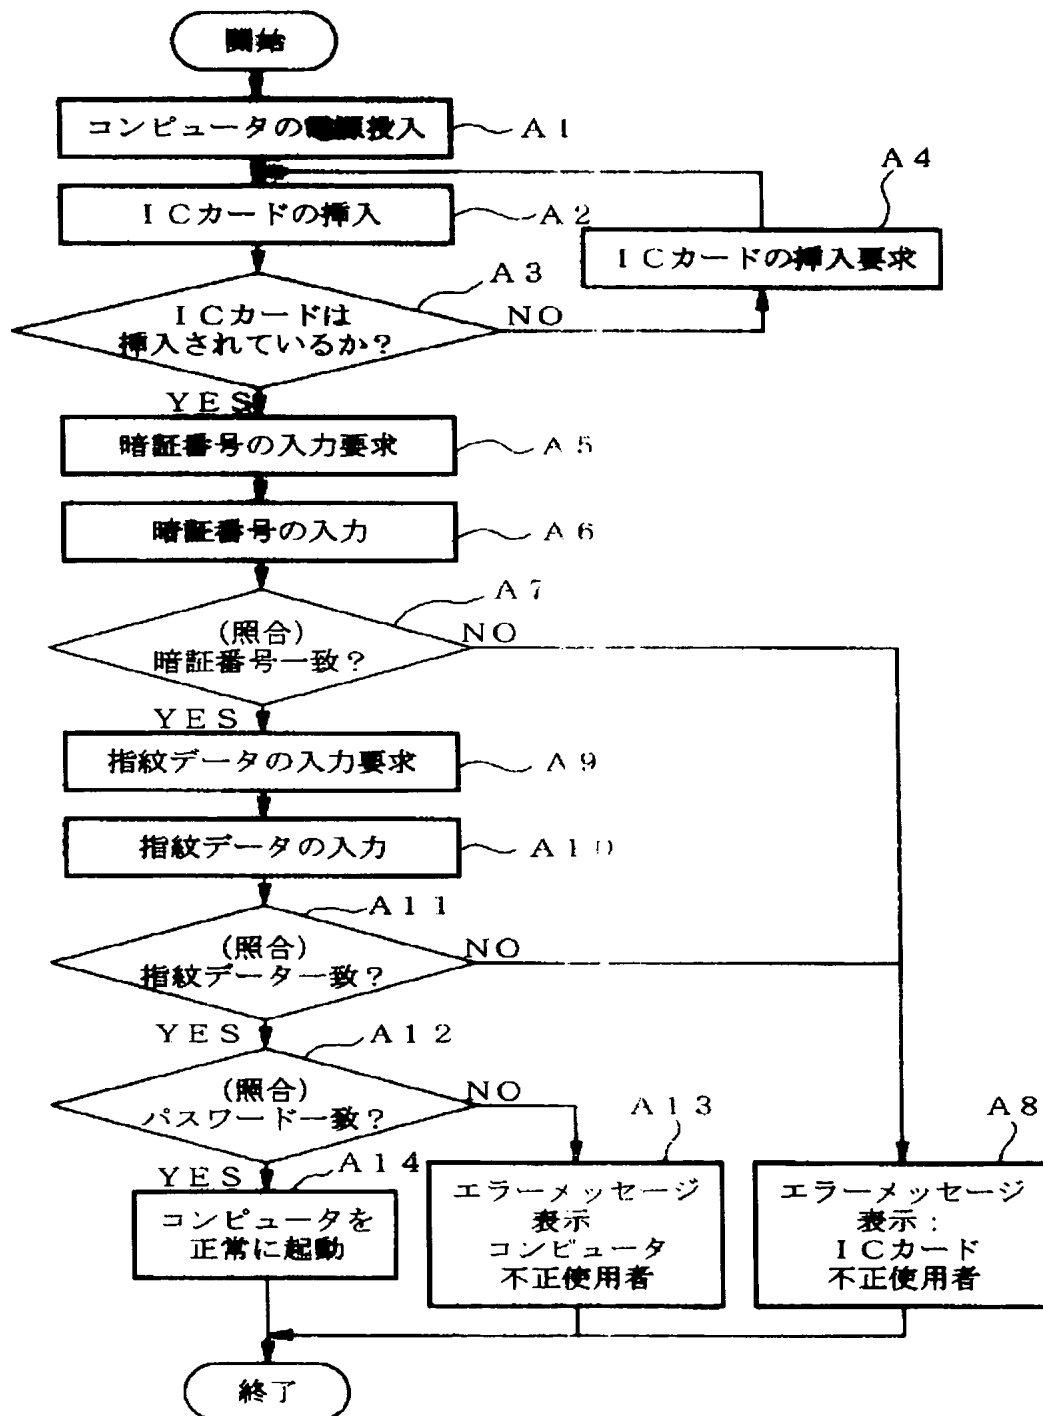 開始
コンピュータの電源投入
A1
A4
ICカードの挿入
A2
ICカードの挿入要求
A3
ICカードは
挿入されているか?
NO
YES
暗証番号の入力要求
A5
暗証番号の入力
A6
A7
(照合)
暗証番号一致?
NO
YES
指紋データの入力要求
A9
指紋データの入力
A10
A11
(照合)
指紋データ一致?
NO
YES
A12
(照合)
パスワード一致?
NO
A13
A8
YES
A14
コンピュータを
正常に起動
エラーメッセージ
表示
コンピュータ
不正使用者
エラーメッセージ
表示:
ICカード
不正使用者
終了